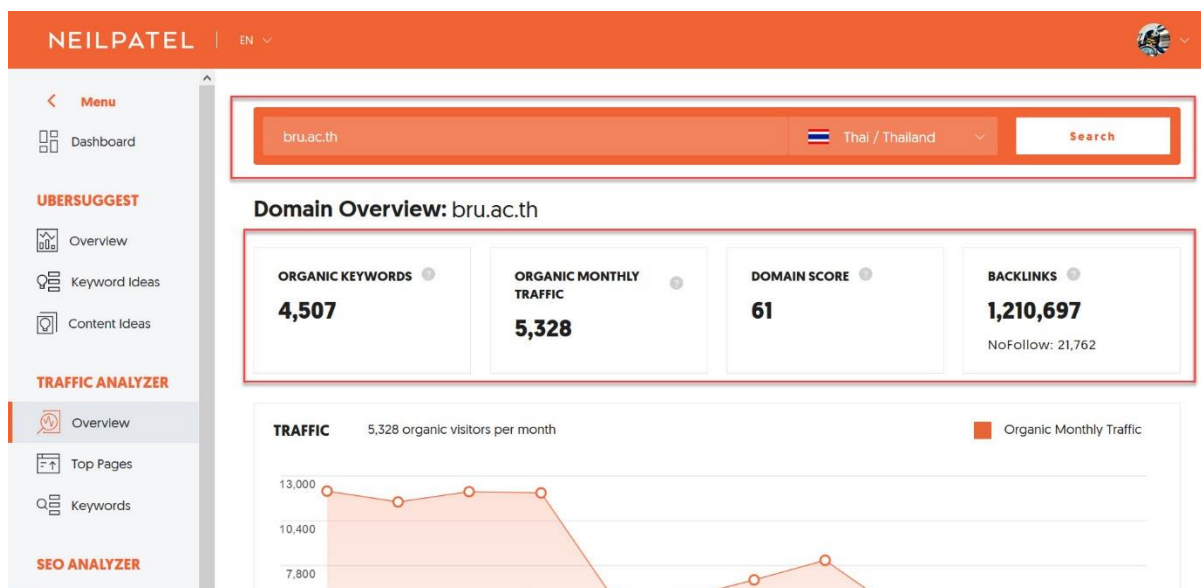 NEILPATEL | EN
Menu
Dashboard
UBERSUGGEST
Overview
Keyword Ideas
Content Ideas
TRAFFIC ANALYZER
Overview
Top Pages
Keywords
SEO ANALYZER
bru.ac.th Thai / Thailand Search
Domain Overview: bru.ac.th
ORGANIC KEYWORDS ?
4,507
ORGANIC MONTHLY
TRAFFIC ?
5,328
DOMAIN SCORE ?
61
BACKLINKS ?
1,210,697
NoFollow: 21,762
TRAFFIC 5,328 organic visitors per month Organic Monthly Traffic
13,000
10,400
7,800